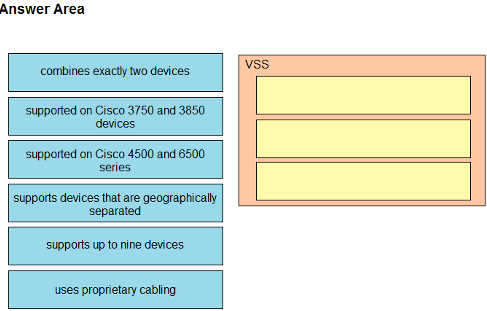 Answer Area
combines exactly two devices
supported on Cisco 3750 and 3850
devices
supported on Cisco 4500 and 6500
series
supports devices that are geographically
separated
supports up to nine devices
uses proprietary cabling
VSS